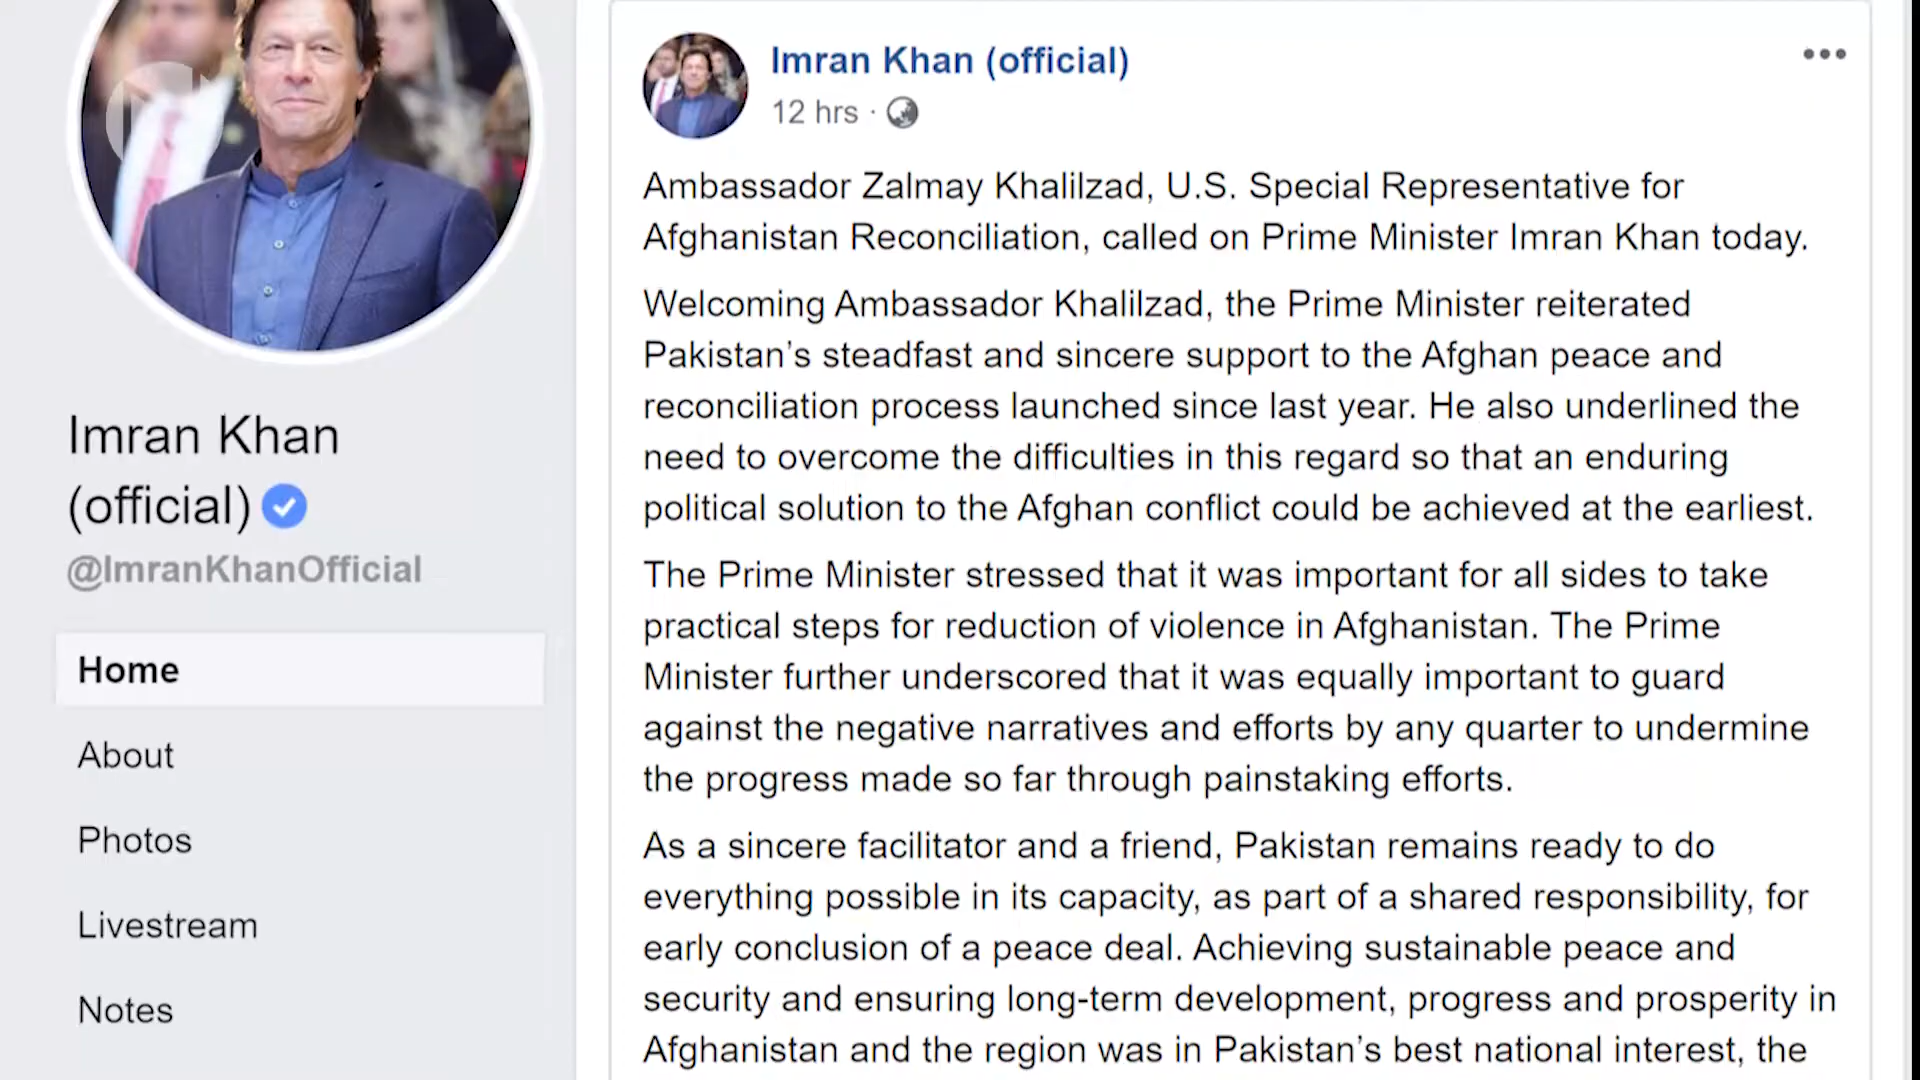 Imran Khan
(official)
@ImranKhanOfficial
Home
About
Photos
Livestream
Notes
Imran Khan (official)
12 hrs ·
Ambassador Zalmay Khalilzad, U.S. Special Representative for
Afghanistan Reconciliation, called on Prime Minister Imran Khan today.
Welcoming Ambassador Khalilzad, the Prime Minister reiterated
Pakistan’s steadfast and sincere support to the Afghan peace and
reconciliation process launched since last year. He also underlined the
need to overcome the difficulties in this regard so that an enduring
political solution to the Afghan conflict could be achieved at the earliest.
The Prime Minister stressed that it was important for all sides to take
practical steps for reduction of violence in Afghanistan. The Prime
Minister further underscored that it was equally important to guard
against the negative narratives and efforts by any quarter to undermine
the progress made so far through painstaking efforts.
As a sincere facilitator and a friend, Pakistan remains ready to do
everything possible in its capacity, as part of a shared responsibility, for
early conclusion of a peace deal. Achieving sustainable peace and
security and ensuring long-term development, progress and prosperity in
Afghanistan and the region was in Pakistan’s best national interest, the